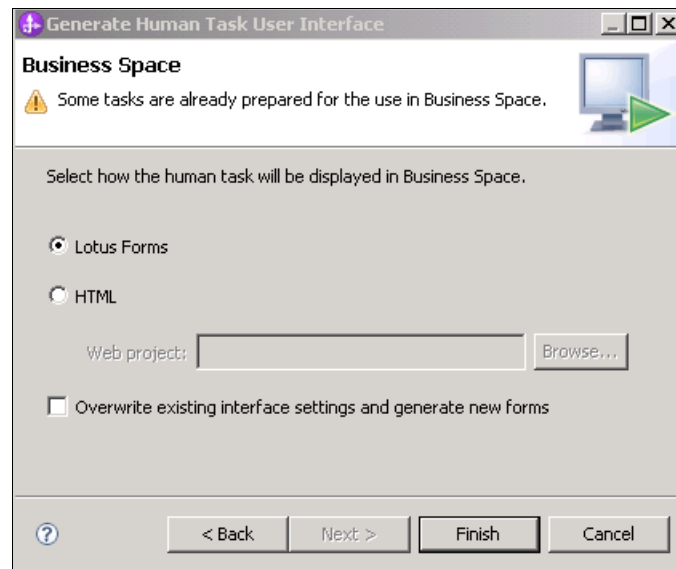 Generate Human Task User Interface
Business Space
Some tasks are already prepared for the use in Business Space.
Select how the human task will be displayed in Business Space.
Lotus Forms
HTML
Web project:
Browse...
Overwrite existing interface settings and generate new forms
?
< Back
Next >
Finish
Cancel